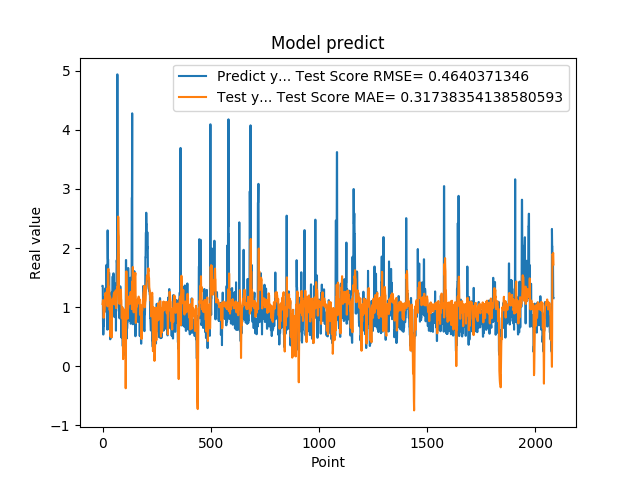 Model predict
Predict y... Test Score RMSE= 0.4640371346
Test y... Test Score MAE= 0.31738354138580593
Real value
5
4
3
2
1
0
−1
0 500 1000 1500 2000
Point